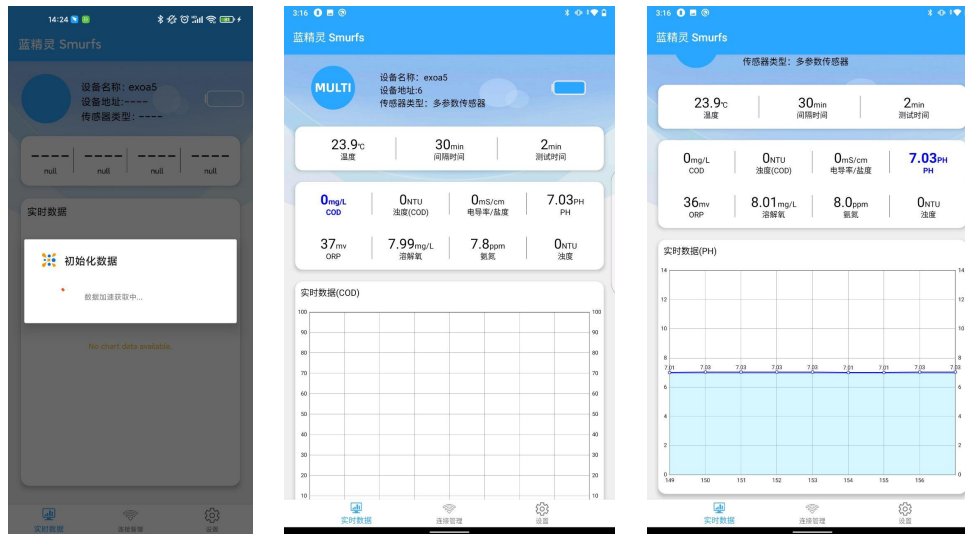 14:24
蓝精灵 Smurfs
设备名称: exoa5
设备地址:----
传感器类型: ----
---- ---- ---- ----
null null null null
实时数据
初始化数据
数据加速获取中...
No chart data available.
实时数据 连接管理 设置
3:16
蓝精灵 Smurfs
MULTI
设备名称: exoa5
设备地址:6
传感器类型: 多参数传感器
23.9℃ 30min 2min
温度 间隔时间 测试时间
0mg/L 0NTU 0mS/cm 7.03PH
COD 浊度(COD) 电导率/盐度 PH
37mv 7.99mg/L 7.8ppm 0NTU
ORP 溶解氧 氨氮 浊度
实时数据(COD)
100 100
90 90
80 80
70 70
60 60
50 50
40 40
30 30
20 20
10 10
实时数据 连接管理 设置
3:16
蓝精灵 Smurfs
传感器类型: 多参数传感器
23.9℃ 30min 2min
温度 间隔时间 测试时间
0mg/L 0NTU 0mS/cm 7.03PH
COD 浊度(COD) 电导率/盐度 PH
36mv 8.01mg/L 8.0ppm 0NTU
ORP 溶解氧 氨氮 浊度
实时数据(PH)
14 14
12 12
10 10
8 8
7.01 7.03 7.03 7.03 7.03 7.01 7.01 7.03 7.03
6 6
4 4
2 2
0 0
149 150 151 152 153 154 155 156
实时数据 连接管理 设置